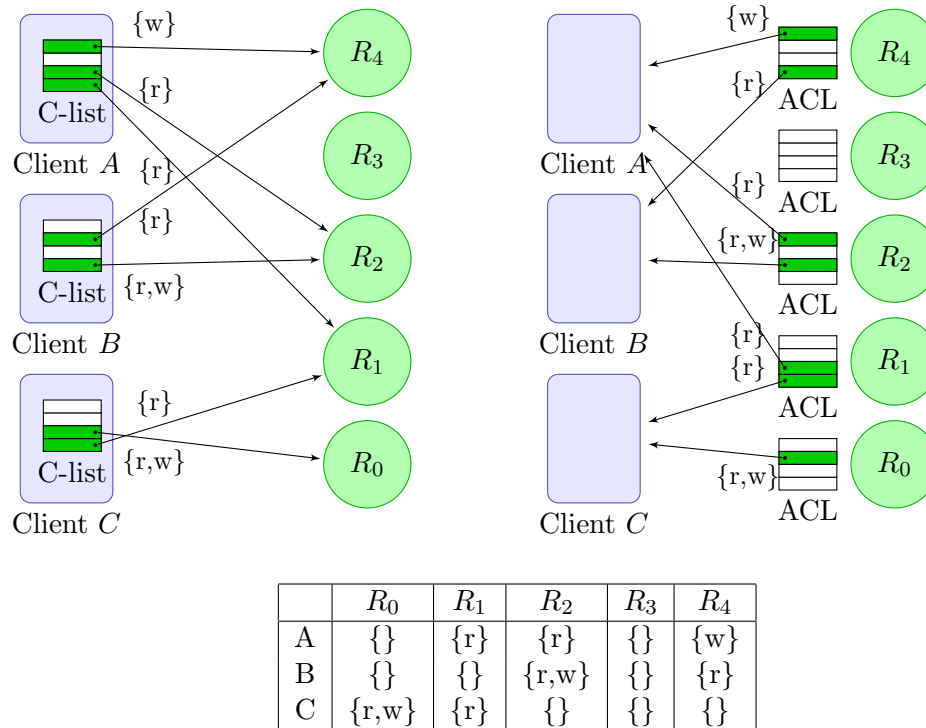 {w}
R4
C-list
{r}
Client A
R3
{r}
{r}
R2
C-list
{r,w}
Client B
R1
{r}
C-list
{r,w}
R0
Client C
{w}
R4
{r}
ACL
Client A
R3
{r}
ACL
{r,w}
R2
ACL
Client B
{r}
{r}
R1
ACL
{r,w}
R0
ACL
Client C
R0 R1 R2 R3 R4
A {} {r} {r} {} {w}
B {} {} {r,w} {} {r}
C {r,w} {r} {} {} {}